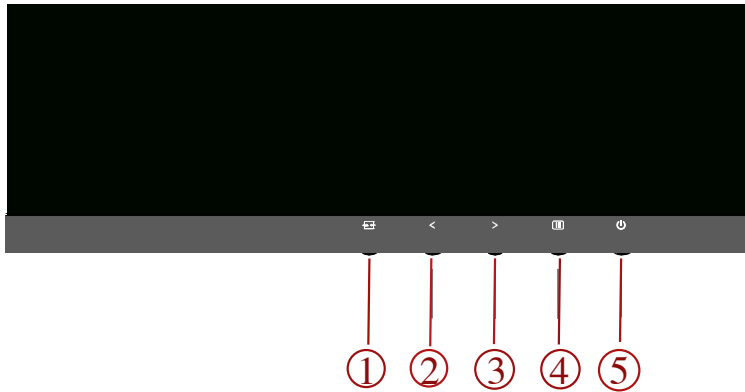 < >
① ② ③ ④ ⑤